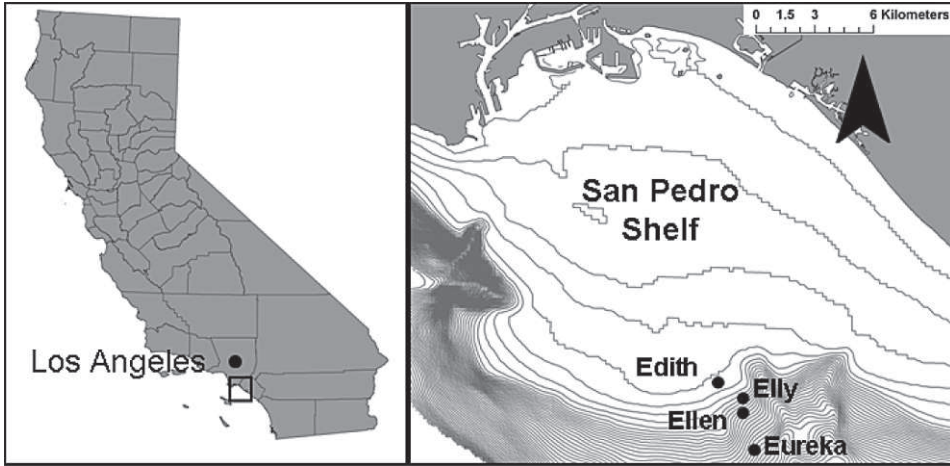 Los Angeles
0 1.5 3 6 Kilometers
San Pedro
Shelf
Edith
Elly
Ellen
Eureka